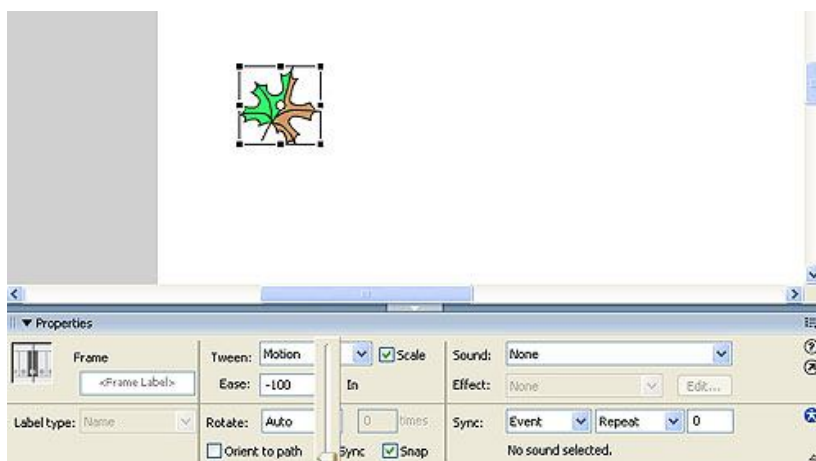 Properties
Frame
Tween: Motion Scale Sound: None
<Frame Label> Ease: -100 In Effect: None Edit...
Label type: Name Rotate: Auto 0 times Sync: Event Repeat 0
Orient to path Sync Snap No sound selected.